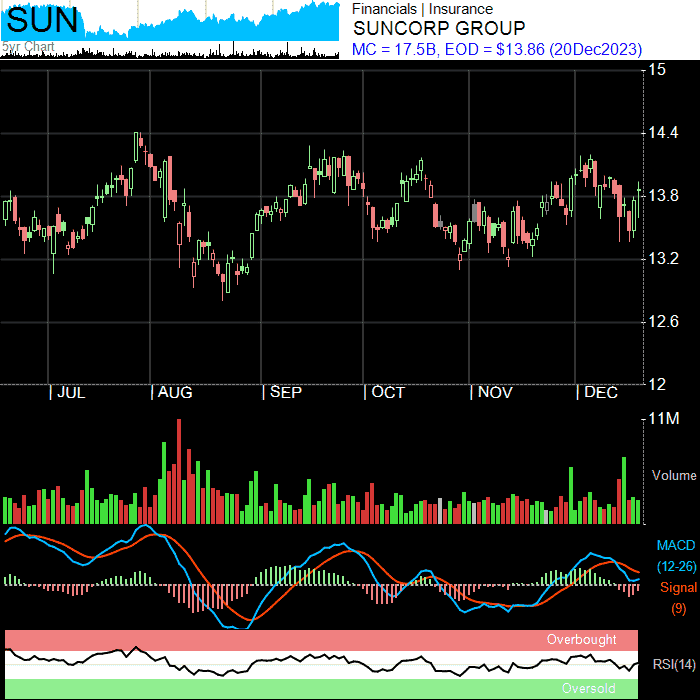 SUN
5yr Chart
Financials | Insurance
SUNCORP GROUP
MC = 17.5B, EOD = $13.86 (20Dec2023)
15
14.4
13.8
13.2
12.6
12
| JUL | AUG | SEP | OCT | NOV | DEC
11M
Volume
MACD
(12-26)
Signal
(9)
Overbought
RSI(14)
Oversold